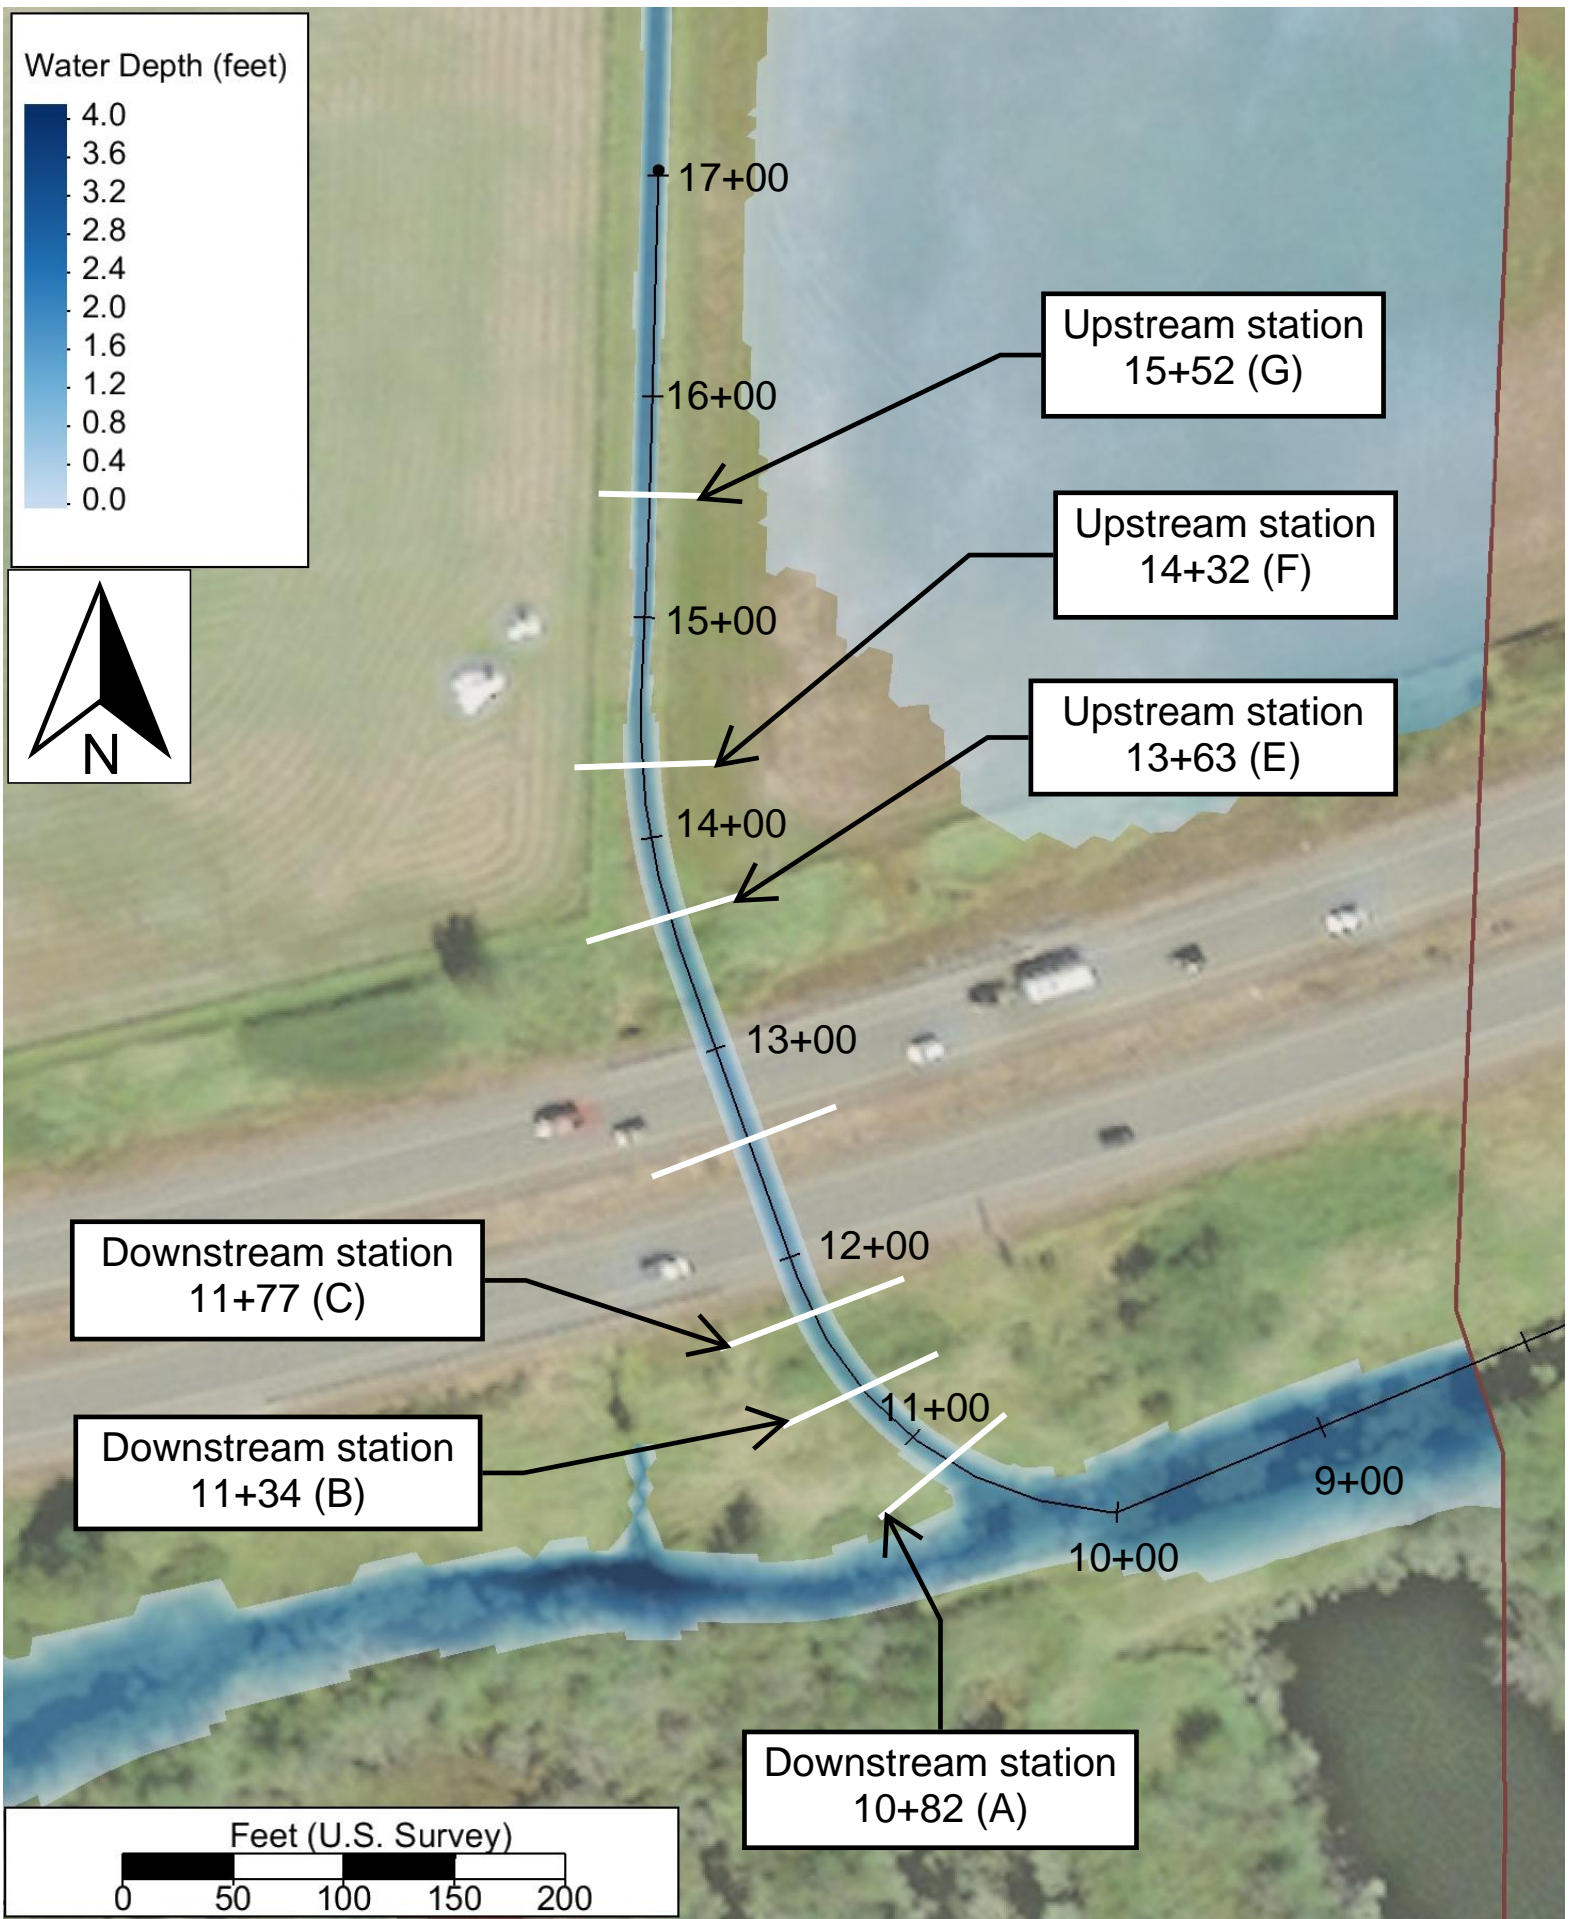 Water Depth (feet)
4.0
3.6
3.2
2.8
2.4
2.0
1.6
1.2
0.8
0.4
0.0
N
17+00
16+00
15+00
14+00
13+00
12+00
11+00
10+00
9+00
Upstream station
15+52 (G)
Upstream station
14+32 (F)
Upstream station
13+63 (E)
Downstream station
11+77 (C)
Downstream station
11+34 (B)
Downstream station
10+82 (A)
Feet (U.S. Survey)
0 50 100 150 200